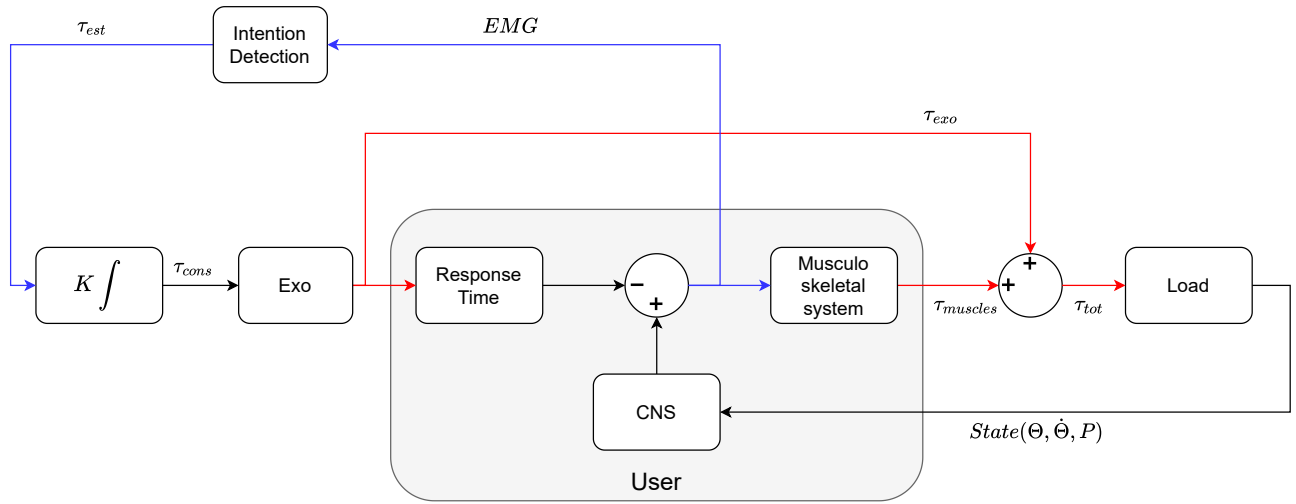 τ_est
Intention
Detection
EMG
τ_exo
K ∫
τ_cons
Exo
Response
Time
−
+
Musculo
skeletal
system
τ_muscles
+
+
τ_tot
Load
CNS
State(Θ, Θ̇, P)
User